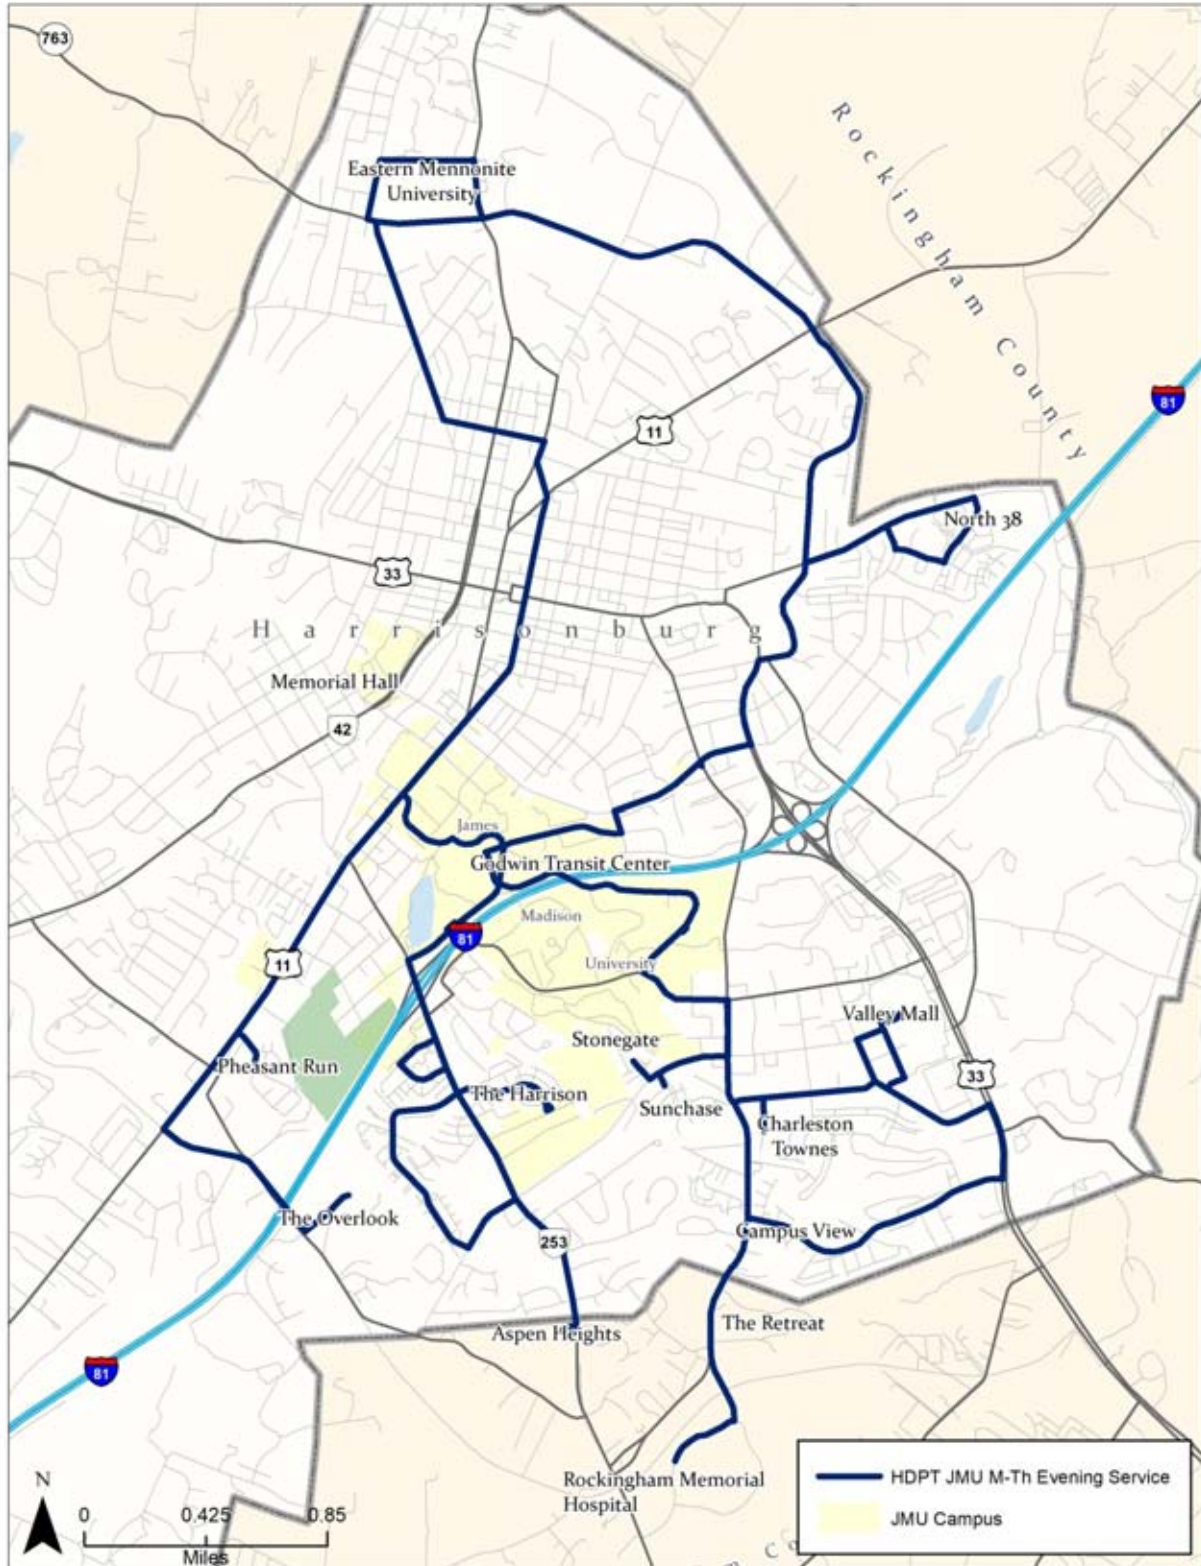 763
Eastern Mennonite
University
Rockingham County
81
11
North 38
33
Harrisonburg
Memorial Hall
42
James
Godwin Transit Center
Madison
81
University
11
Valley Mall
Stonegate
Pheasant Run
33
The Harrison
Sunchase
Charleston
Townes
The Overlook
Campus View
253
The Retreat
Aspen Heights
81
Rockingham Memorial
Hospital
HDPT JMU M-Th Evening Service
JMU Campus
N
0 0.425 0.85
Miles